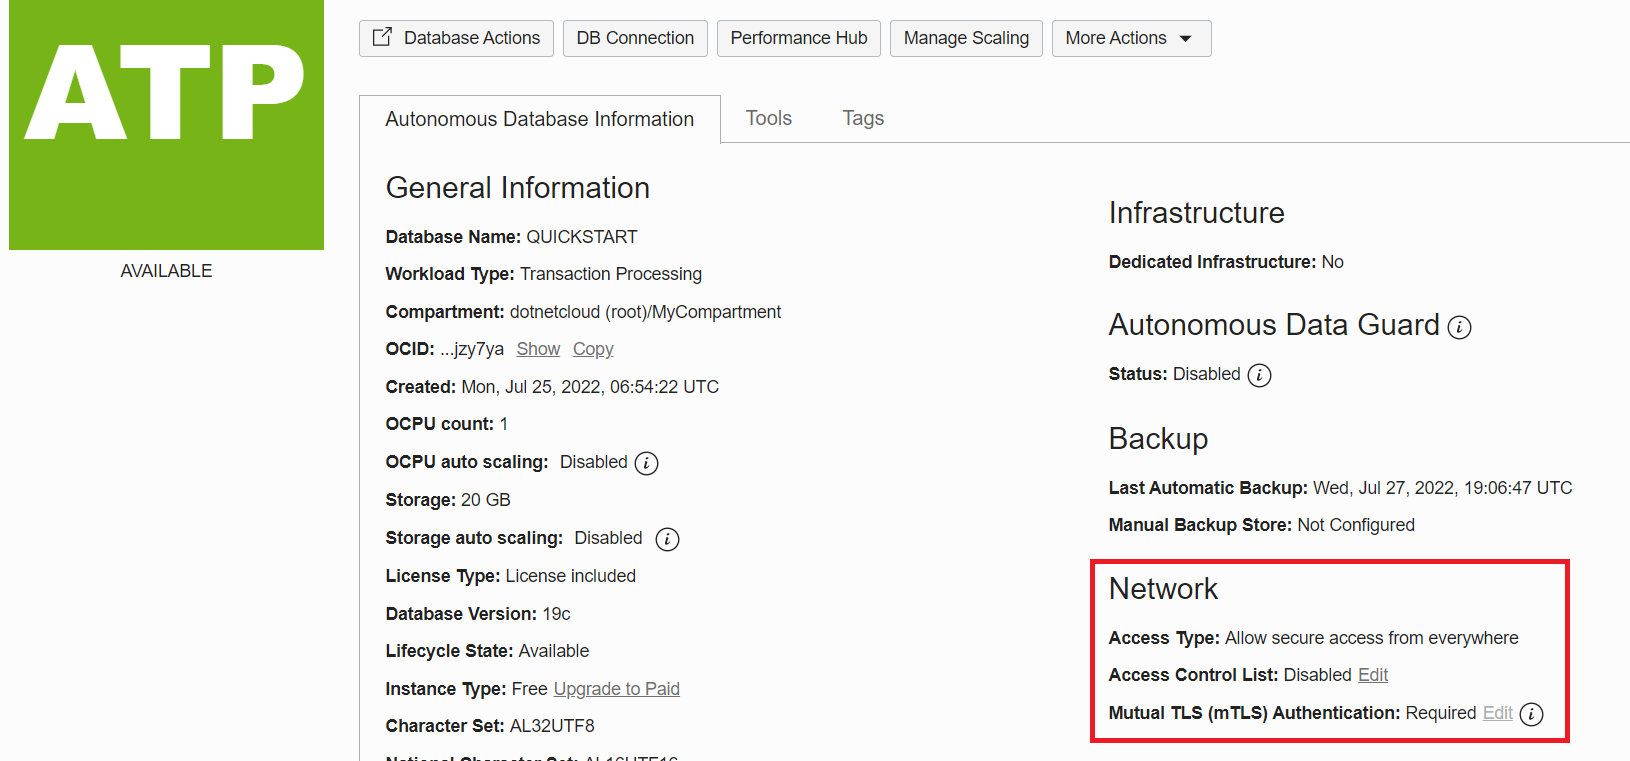 ATP
AVAILABLE
Database Actions
DB Connection
Performance Hub
Manage Scaling
More Actions
Autonomous Database Information
Tools
Tags
General Information
Database Name: QUICKSTART
Workload Type: Transaction Processing
Compartment: dotnetcloud (root)/MyCompartment
OCID: ...jzy7ya Show Copy
Created: Mon, Jul 25, 2022, 06:54:22 UTC
OCPU count: 1
OCPU auto scaling: Disabled
Storage: 20 GB
Storage auto scaling: Disabled
License Type: License included
Database Version: 19c
Lifecycle State: Available
Instance Type: Free Upgrade to Paid
Character Set: AL32UTF8
National Character Set: AL16UTF16
Infrastructure
Dedicated Infrastructure: No
Autonomous Data Guard
Status: Disabled
Backup
Last Automatic Backup: Wed, Jul 27, 2022, 19:06:47 UTC
Manual Backup Store: Not Configured
Network
Access Type: Allow secure access from everywhere
Access Control List: Disabled Edit
Mutual TLS (mTLS) Authentication: Required Edit